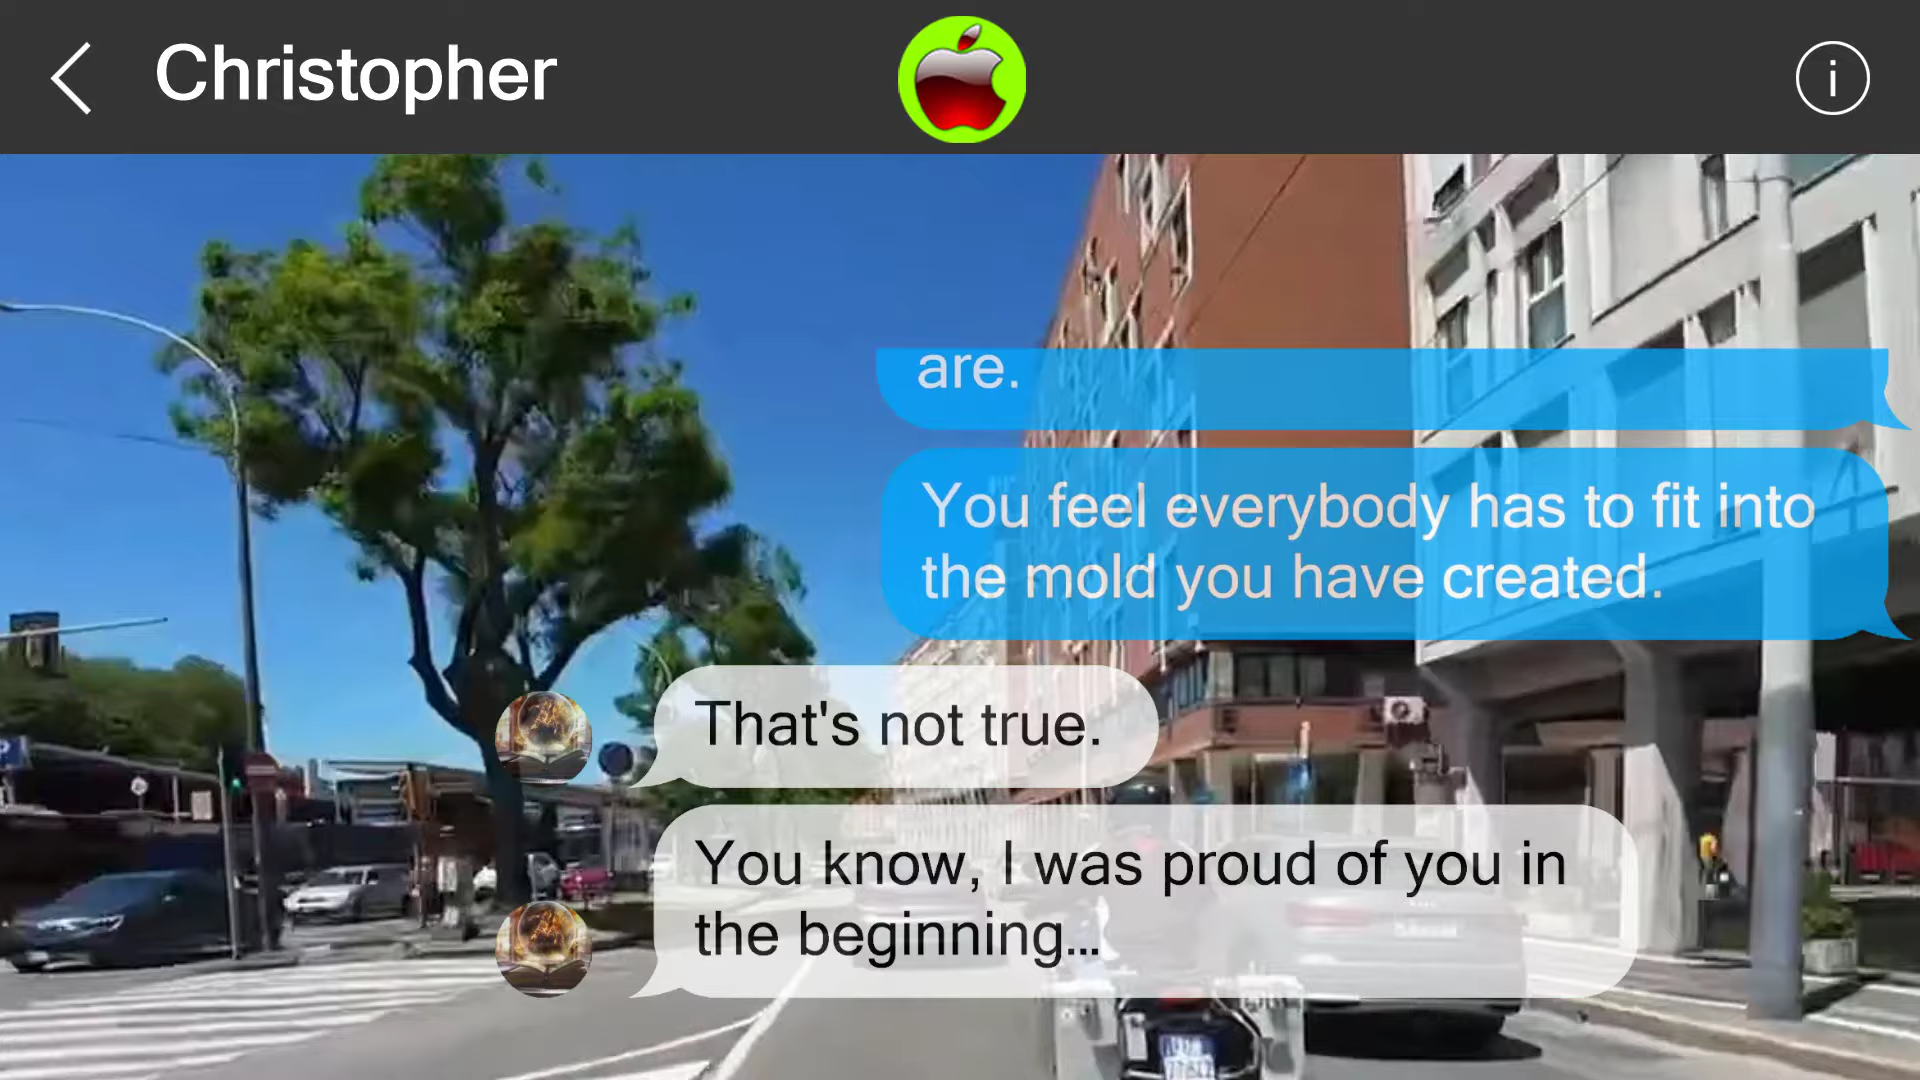 Christopher
i
are.
You feel everybody has to fit into
the mold you have created.
That's not true.
You know, I was proud of you in
the beginning...